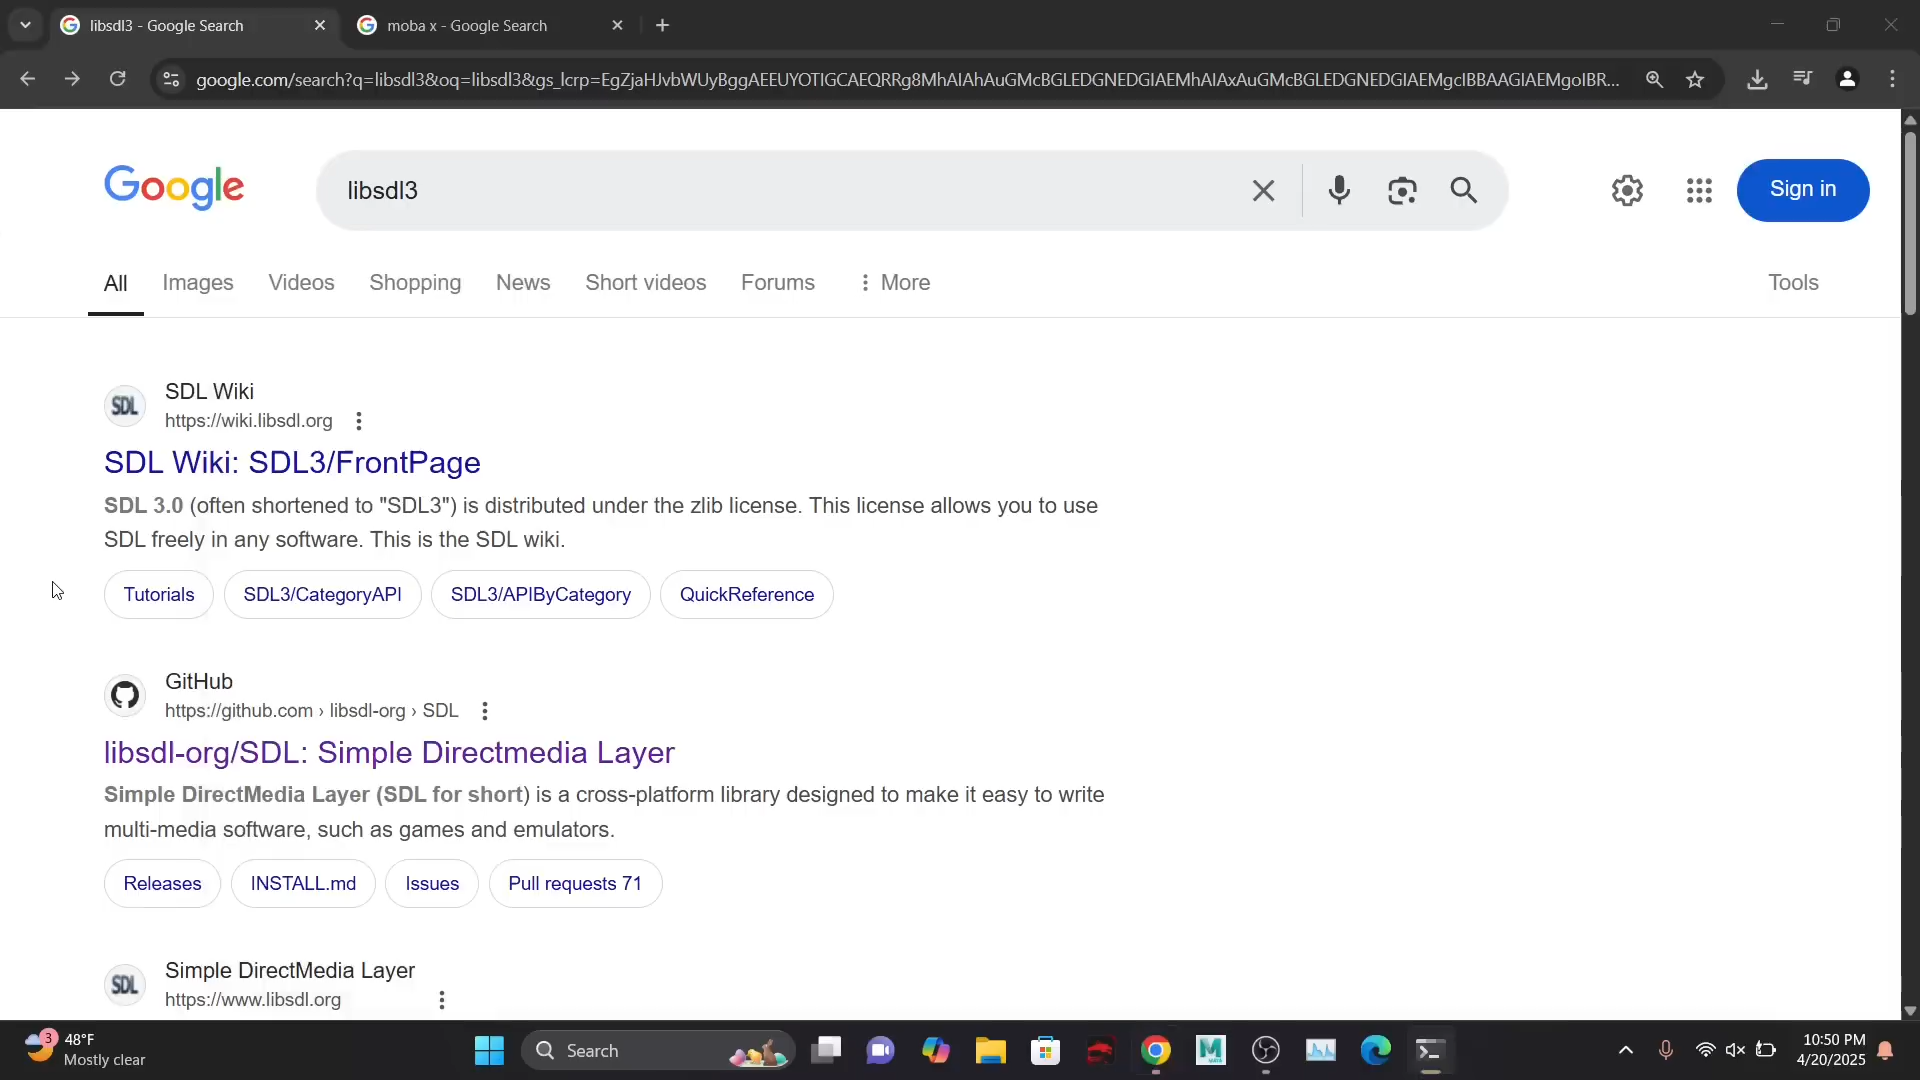 libsdl3 - Google Search
moba x - Google Search
google.com/search?q=libsdl3&oq=libsdl3&gs_lcrp=EgZjaHJvbWUyBggAEEUYOTIGCAEQRRg8MhAIAhAuGMcBGLEDGNEDGIAEMhAIAxAuGMcBGLEDGNEDGIAEMgcIBBAAGIAEMgoIBR...
Google
libsdl3
Sign in
All Images Videos Shopping News Short videos Forums More Tools
SDL
SDL Wiki
https://wiki.libsdl.org
SDL Wiki: SDL3/FrontPage
SDL 3.0 (often shortened to "SDL3") is distributed under the zlib license. This license allows you to use
SDL freely in any software. This is the SDL wiki.
Tutorials SDL3/CategoryAPI SDL3/APIByCategory QuickReference
GitHub
https://github.com › libsdl-org › SDL
libsdl-org/SDL: Simple Directmedia Layer
Simple DirectMedia Layer (SDL for short) is a cross-platform library designed to make it easy to write
multi-media software, such as games and emulators.
Releases INSTALL.md Issues Pull requests 71
SDL
Simple DirectMedia Layer
https://www.libsdl.org
3
48°F
Mostly clear
Search
M
10:50 PM
4/20/2025